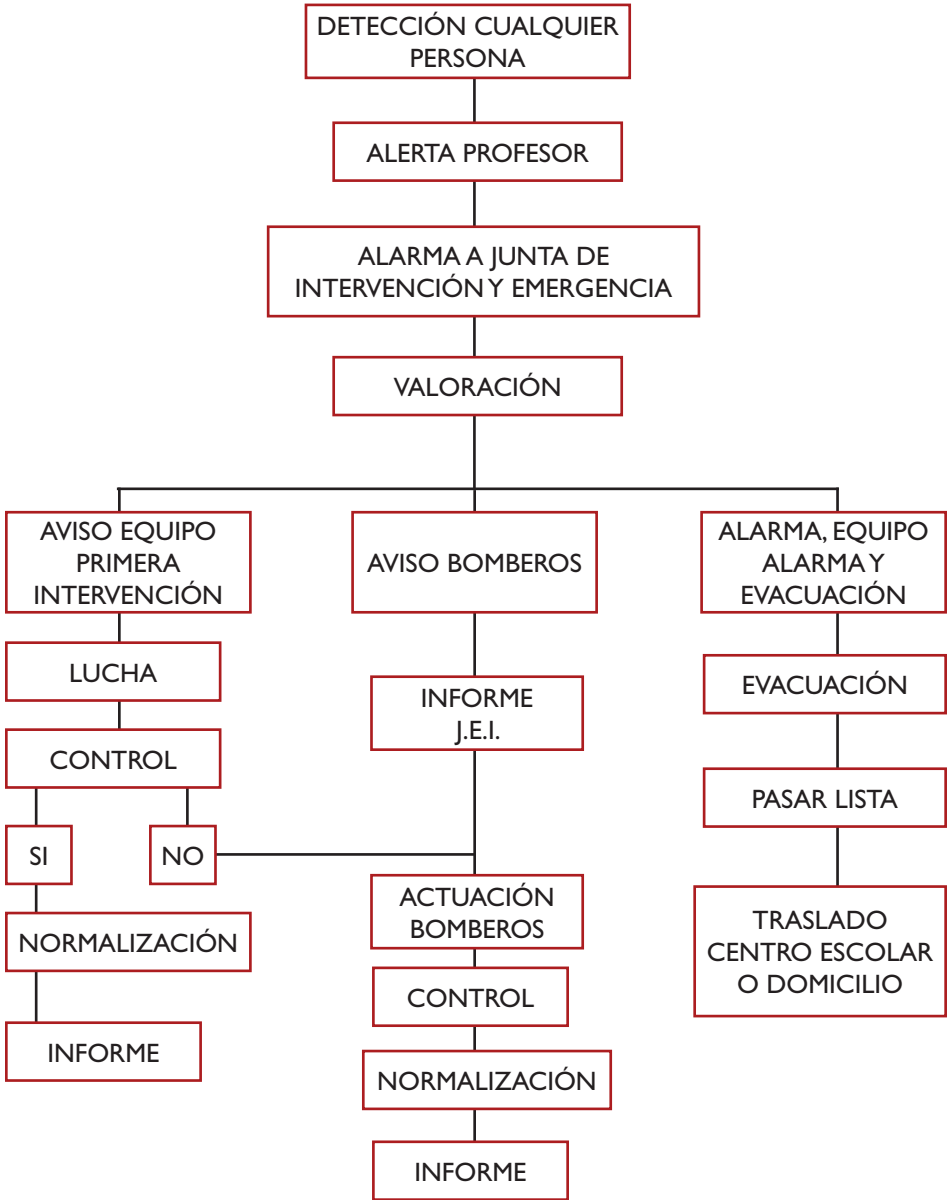 DETECCIÓN CUALQUIER
PERSONA
ALERTA PROFESOR
ALARMA A JUNTA DE
INTERVENCIÓN Y EMERGENCIA
VALORACIÓN
AVISO EQUIPO
PRIMERA
INTERVENCIÓN
LUCHA
CONTROL
SI
NO
NORMALIZACIÓN
INFORME
AVISO BOMBEROS
INFORME
J.E.I.
ACTUACIÓN
BOMBEROS
CONTROL
NORMALIZACIÓN
INFORME
ALARMA, EQUIPO
ALARMA Y
EVACUACIÓN
EVACUACIÓN
PASAR LISTA
TRASLADO
CENTRO ESCOLAR
O DOMICILIO